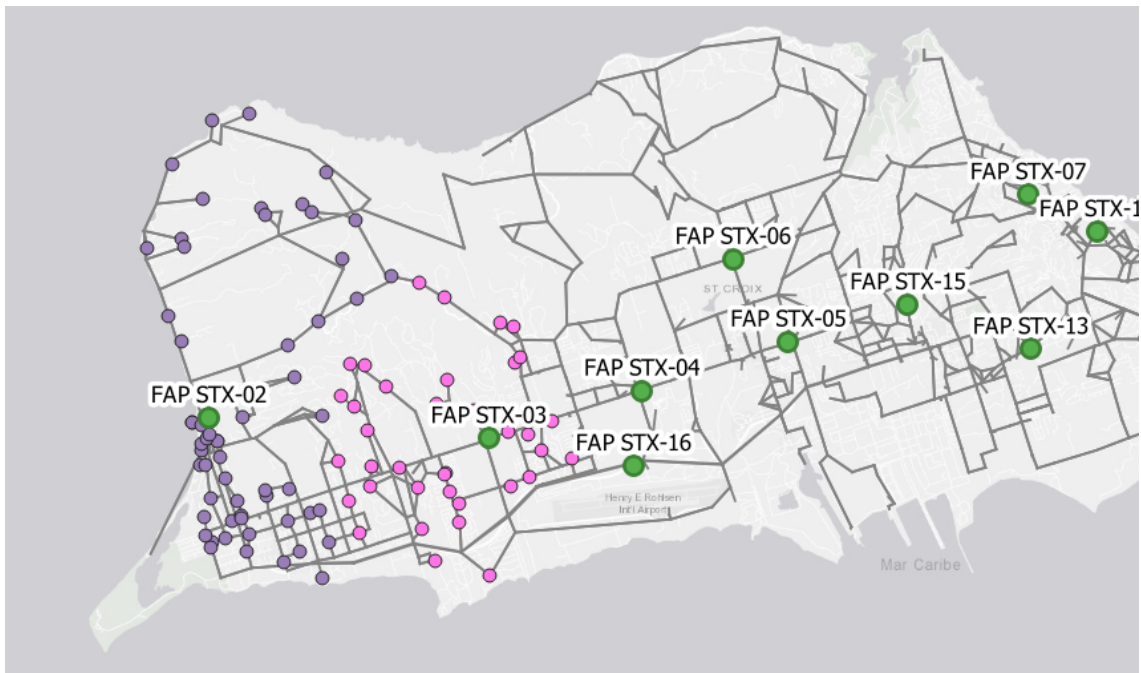 FAP STX-07
FAP STX-1
FAP STX-06
ST CROIX
FAP STX-15
FAP STX-05
FAP STX-13
FAP STX-04
FAP STX-02
FAP STX-03
FAP STX-16
Henry E Rohlsen
Int'l Airport
Mar Caribe